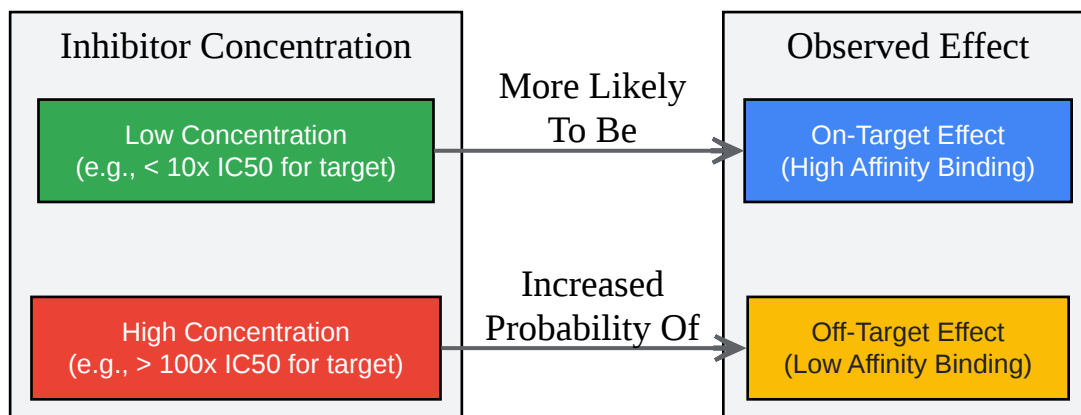 Inhibitor Concentration
Observed Effect
Low Concentration
(e.g., < 10x IC50 for target)
More Likely
To Be
On-Target Effect
(High Affinity Binding)
High Concentration
(e.g., > 100x IC50 for target)
Increased
Probability Of
Off-Target Effect
(Low Affinity Binding)